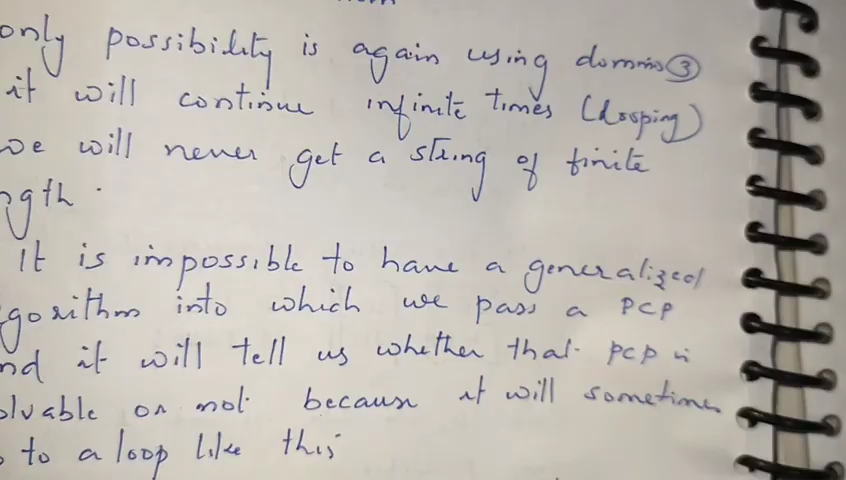 only possibility is again using domino ③
it will continue infinite times (looping)
we will never get a string of finite
ngth.
It is impossible to have a generalized
gorithm into which we pass a PCP
nd it will tell us whether that PCP is
olvable or not because it will sometimes
to a loop like this